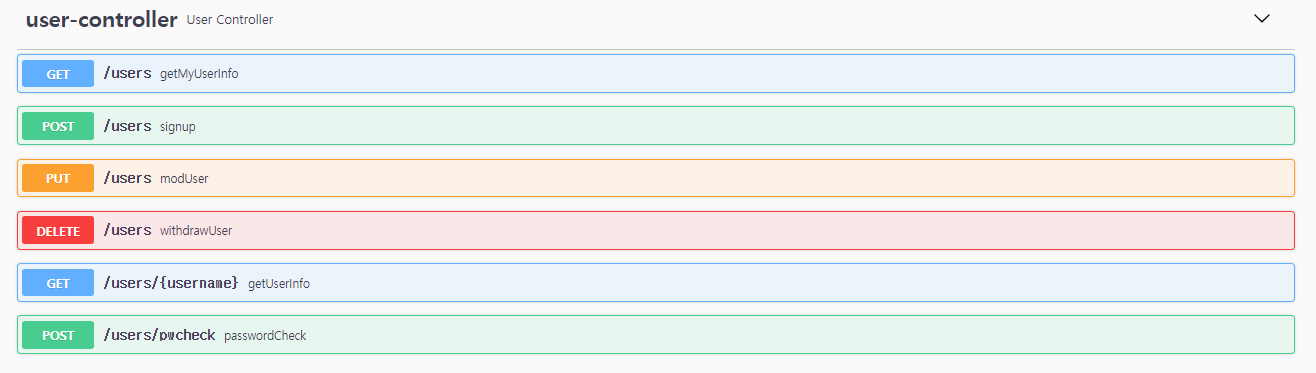 user-controller User Controller
GET /users getMyUserInfo
POST /users signup
PUT /users modUser
DELETE /users withdrawUser
GET /users/{username} getUserInfo
POST /users/pwcheck passwordCheck